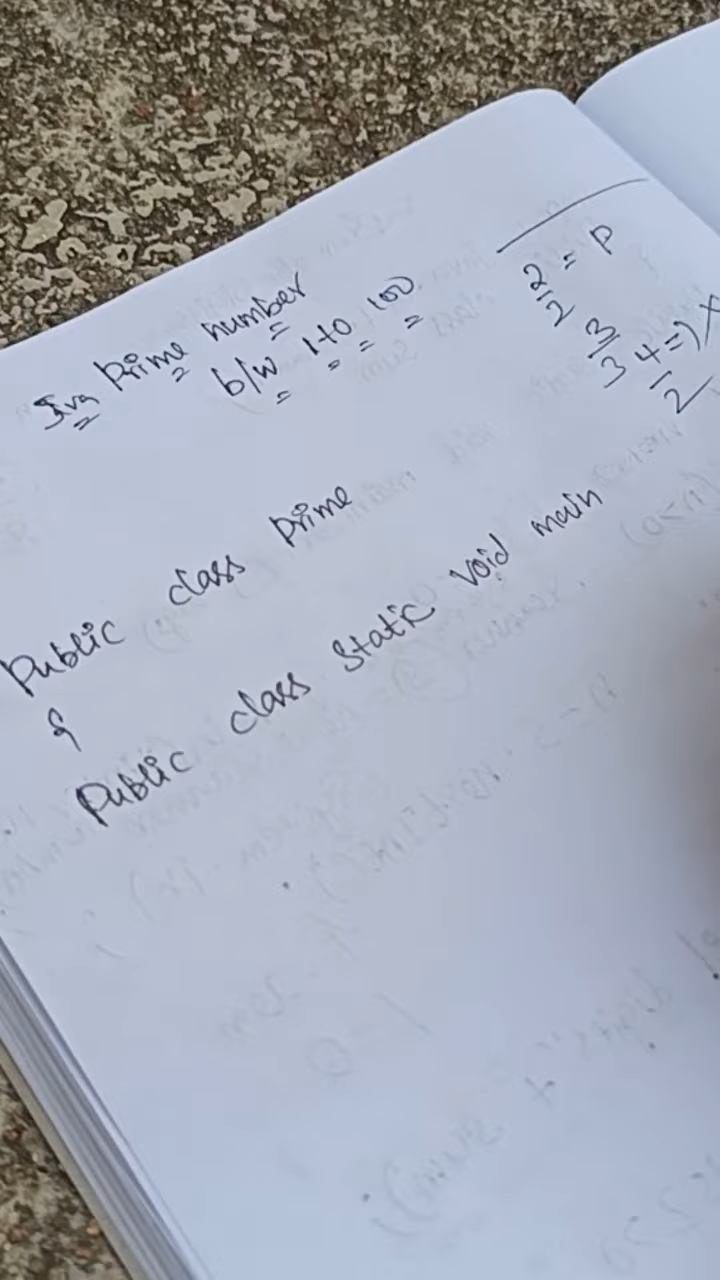 prime number
b/w 1 to 100
2/2 = P
3/3
4/2 => X
Public class prime
{
Public class Static void main